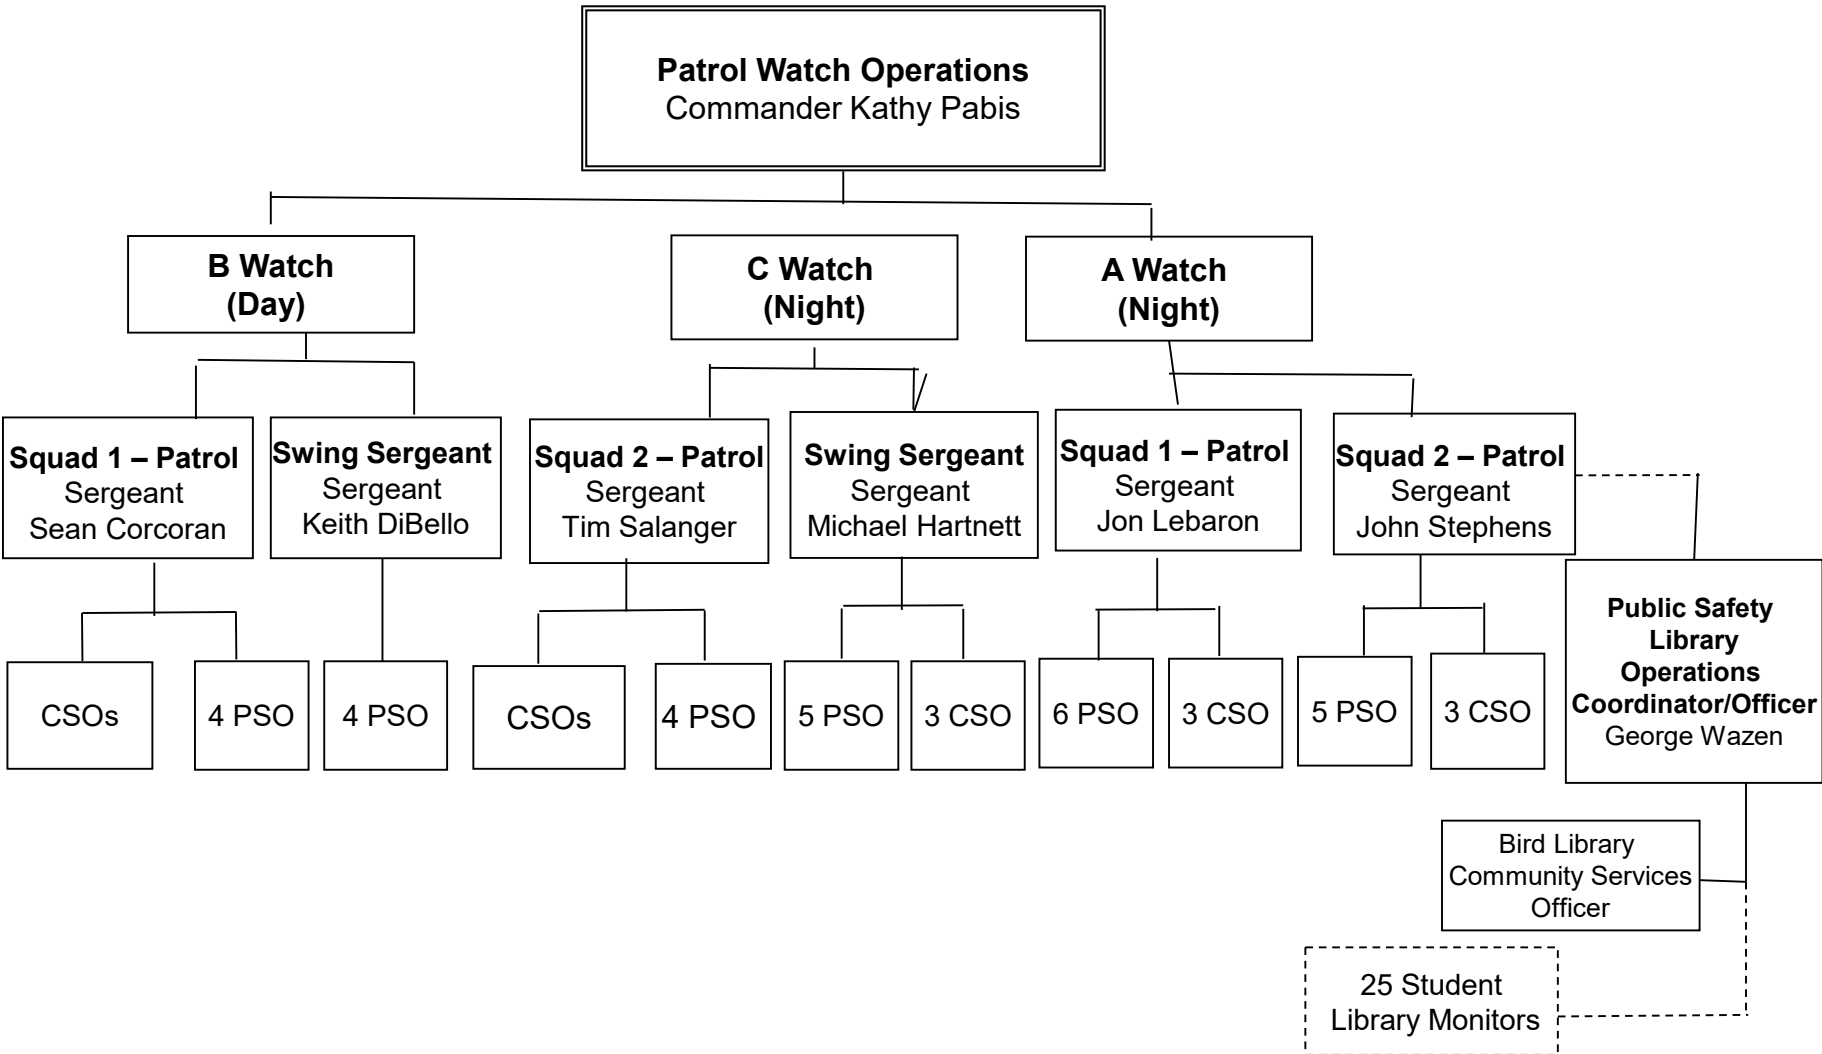 Patrol Watch Operations
Commander Kathy Pabis
B Watch
(Day)
C Watch
(Night)
A Watch
(Night)
Squad 1 – Patrol
Sergeant
Sean Corcoran
Swing Sergeant
Sergeant
Keith DiBello
Squad 2 – Patrol
Sergeant
Tim Salanger
Swing Sergeant
Sergeant
Michael Hartnett
Squad 1 – Patrol
Sergeant
Jon Lebaron
Squad 2 – Patrol
Sergeant
John Stephens
Public Safety
Library
Operations
Coordinator/Officer
George Wazen
CSOs
4 PSO
4 PSO
CSOs
4 PSO
5 PSO
3 CSO
6 PSO
3 CSO
5 PSO
3 CSO
Bird Library
Community Services
Officer
25 Student
Library Monitors